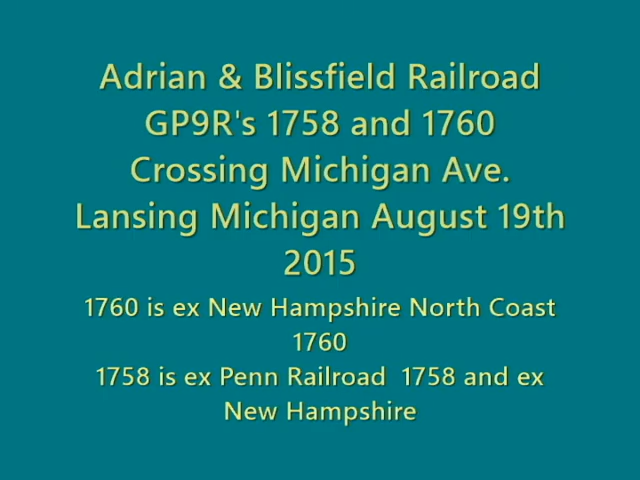 Adrian & Blissfield Railroad
GP9R's 1758 and 1760
Crossing Michigan Ave.
Lansing Michigan August 19th
2015
1760 is ex New Hampshire North Coast
1760
1758 is ex Penn Railroad  1758 and ex
New Hampshire